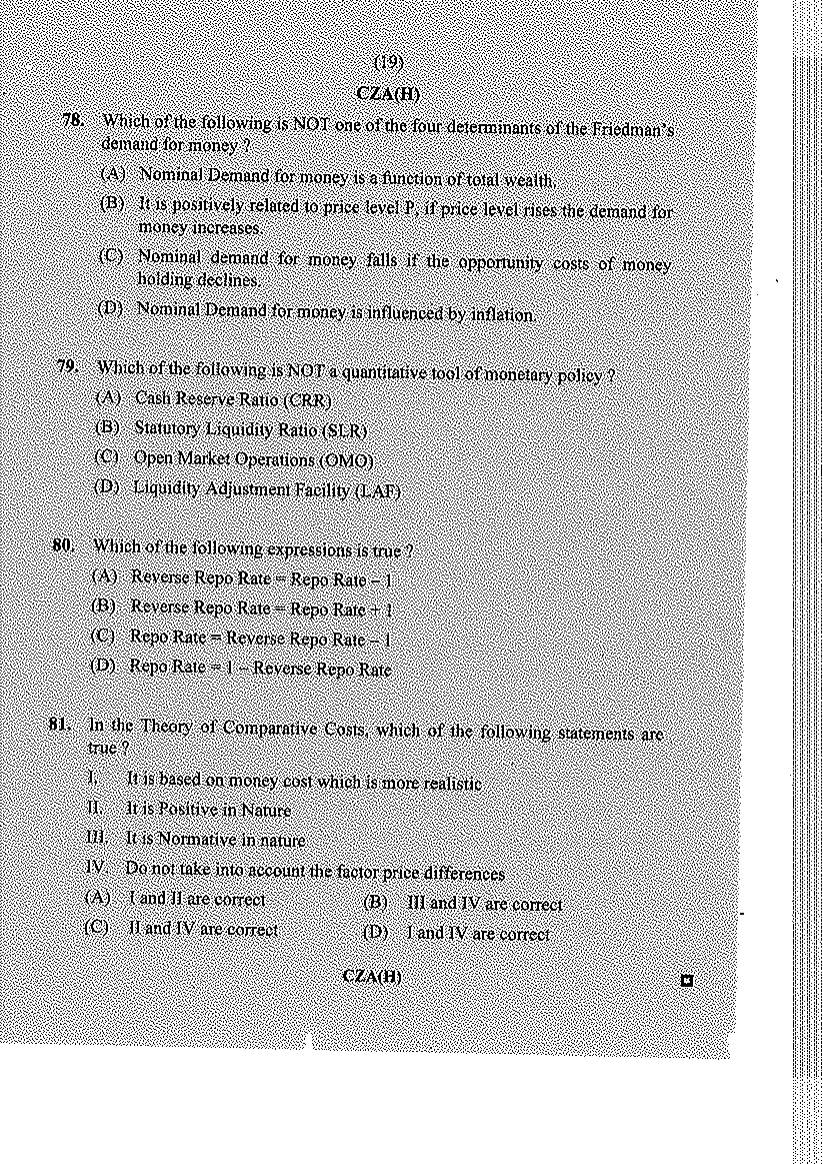 (19)
CZA(H)
78. Which of the following is NOT one of the four determinants of the Friedman's
demand for money ?
(A) Nominal Demand for money is a function of total wealth.
(B) It is positively related to price level P, if price level rises the demand for
money increases.
(C) Nominal demand for money falls if the opportunity costs of money
holding declines.
(D) Nominal Demand for money is influenced by inflation.
79. Which of the following is NOT a quantitative tool of monetary policy ?
(A) Cash Reserve Ratio (CRR)
(B) Statutory Liquidity Ratio (SLR)
(C) Open Market Operations (OMO)
(D) Liquidity Adjustment Facility (LAF)
80. Which of the following expressions is true ?
(A) Reverse Repo Rate = Repo Rate – 1
(B) Reverse Repo Rate = Repo Rate + 1
(C) Repo Rate = Reverse Repo Rate – 1
(D) Repo Rate = 1 – Reverse Repo Rate
81. In the Theory of Comparative Costs, which of the following statements are
true ?
I. It is based on money cost which is more realistic
II. It is Positive in Nature
III. It is Normative in nature
IV. Do not take into account the factor price differences
(A) I and II are correct (B) III and IV are correct
(C) II and IV are correct (D) I and IV are correct
CZA(H)